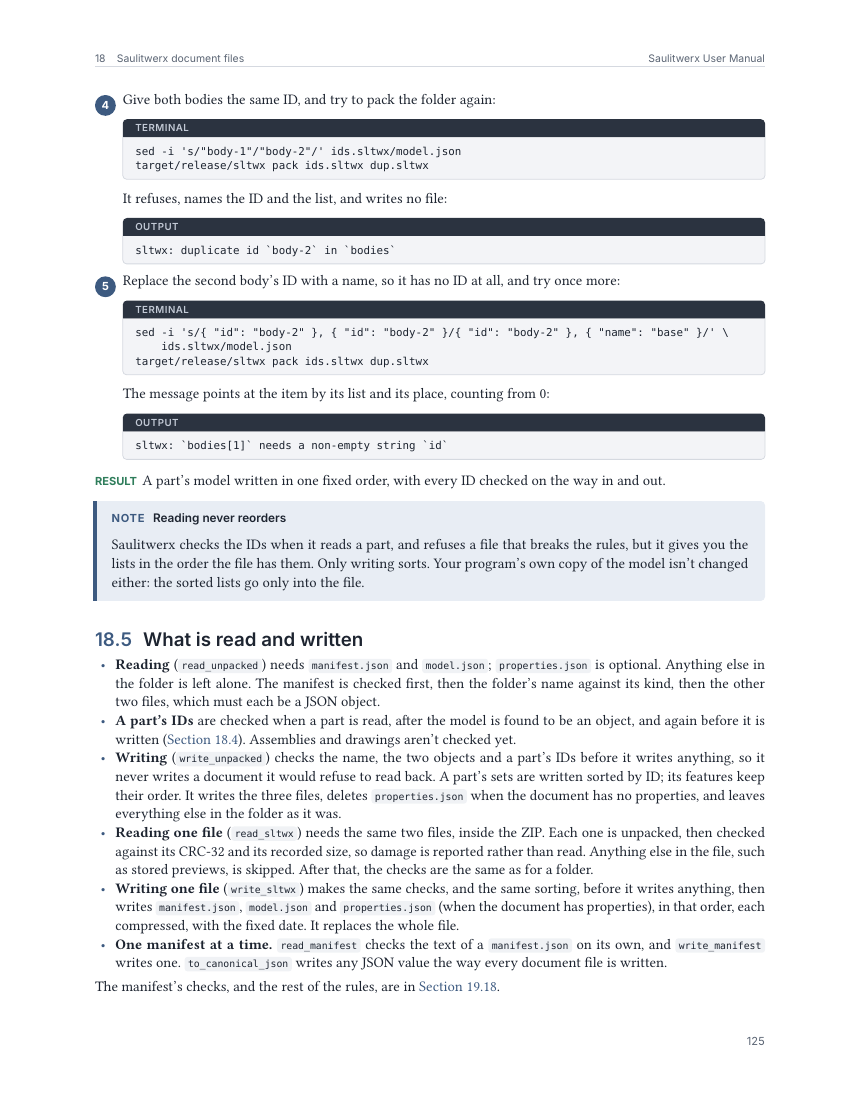 18 Saulitwerx document files
Saulitwerx User Manual
4 Give both bodies the same ID, and try to pack the folder again:
TERMINAL
sed -i 's/"body-1"/"body-2"/' ids.sltwx/model.json
target/release/sltwx pack ids.sltwx dup.sltwx
It refuses, names the ID and the list, and writes no file:
OUTPUT
sltwx: duplicate id `body-2` in `bodies`
5 Replace the second body's ID with a name, so it has no ID at all, and try once more:
TERMINAL
sed -i 's/{ "id": "body-2" }, { "id": "body-2" }/{ "id": "body-2" }, { "name": "base" }/' \
    ids.sltwx/model.json
target/release/sltwx pack ids.sltwx dup.sltwx
The message points at the item by its list and its place, counting from 0:
OUTPUT
sltwx: `bodies[1]` needs a non-empty string `id`
RESULT A part's model written in one fixed order, with every ID checked on the way in and out.
NOTE Reading never reorders
Saulitwerx checks the IDs when it reads a part, and refuses a file that breaks the rules, but it gives you the
lists in the order the file has them. Only writing sorts. Your program's own copy of the model isn't changed
either: the sorted lists go only into the file.
18.5 What is read and written
• Reading ( read_unpacked ) needs manifest.json and model.json ; properties.json is optional. Anything else in
the folder is left alone. The manifest is checked first, then the folder's name against its kind, then the other
two files, which must each be a JSON object.
• A part's IDs are checked when a part is read, after the model is found to be an object, and again before it is
written (Section 18.4). Assemblies and drawings aren't checked yet.
• Writing ( write_unpacked ) checks the name, the two objects and a part's IDs before it writes anything, so it
never writes a document it would refuse to read back. A part's sets are written sorted by ID; its features keep
their order. It writes the three files, deletes properties.json when the document has no properties, and leaves
everything else in the folder as it was.
• Reading one file ( read_sltwx ) needs the same two files, inside the ZIP. Each one is unpacked, then checked
against its CRC-32 and its recorded size, so damage is reported rather than read. Anything else in the file, such
as stored previews, is skipped. After that, the checks are the same as for a folder.
• Writing one file ( write_sltwx ) makes the same checks, and the same sorting, before it writes anything, then
writes manifest.json , model.json and properties.json (when the document has properties), in that order, each
compressed, with the fixed date. It replaces the whole file.
• One manifest at a time. read_manifest checks the text of a manifest.json on its own, and write_manifest
writes one. to_canonical_json writes any JSON value the way every document file is written.
The manifest's checks, and the rest of the rules, are in Section 19.18.
125